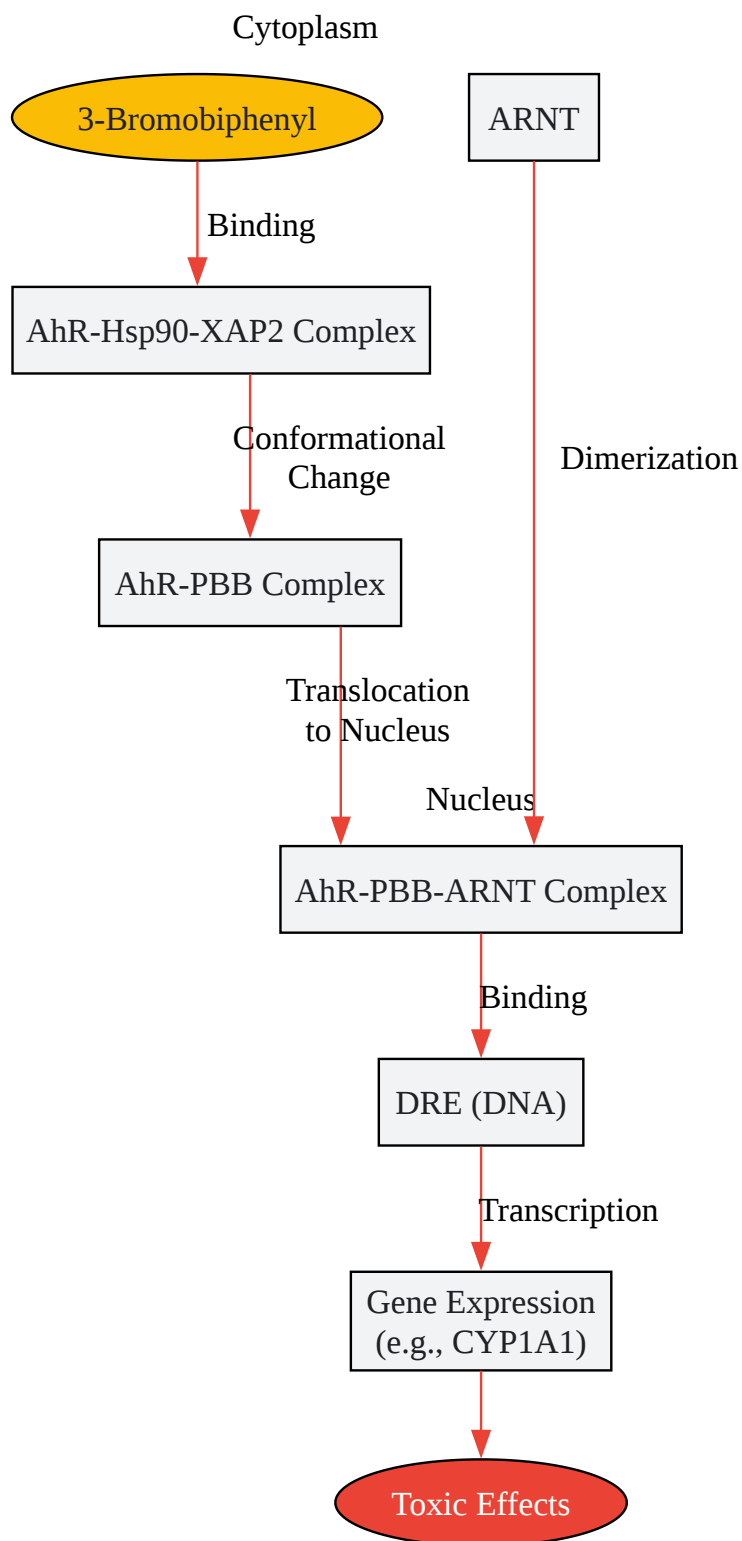 Cytoplasm
3-Bromobiphenyl
ARNT
Binding
AhR-Hsp90-XAP2 Complex
Conformational
Change
Dimerization
AhR-PBB Complex
Translocation
to Nucleus
Nucleus
AhR-PBB-ARNT Complex
Binding
DRE (DNA)
Transcription
Gene Expression
(e.g., CYP1A1)
Toxic Effects